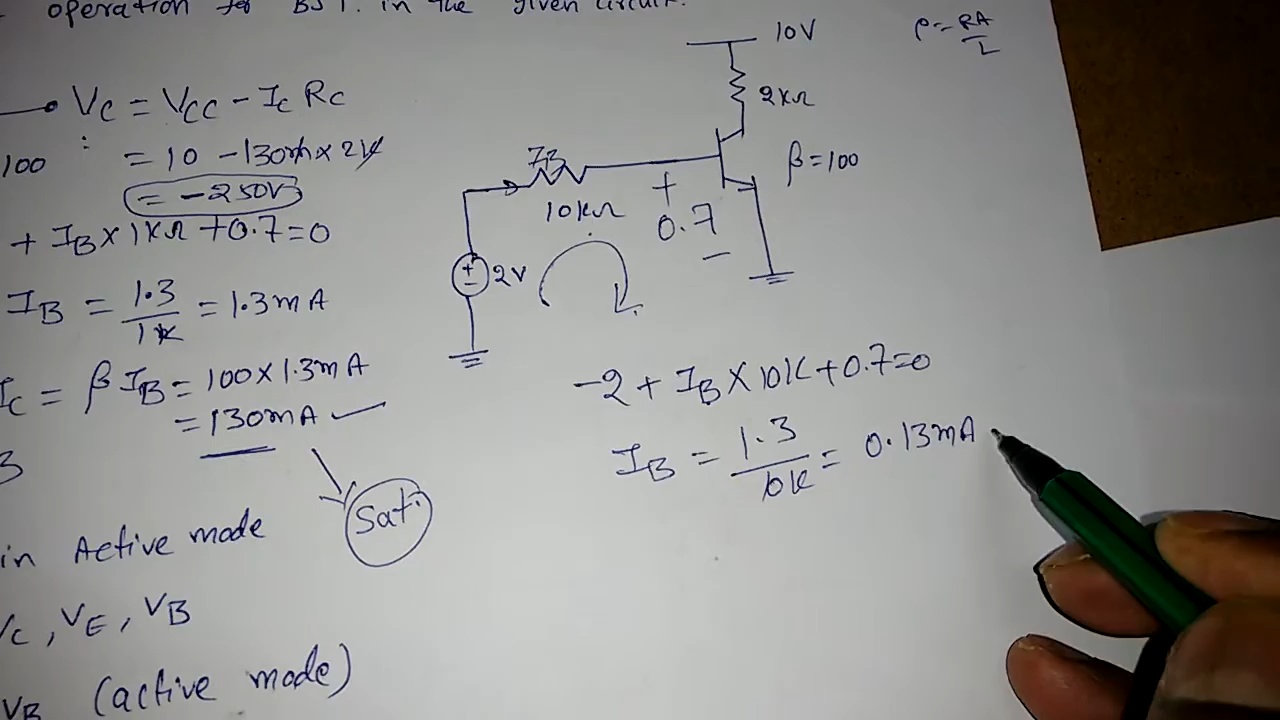 operation for BJT. in the given circuit.
VC = VCC - IC RC
100
= 10 - 130m x 2k
= -250V
+ IB x 1kΩ + 0.7 = 0
IB = 1.3/1k = 1.3mA
IC = β IB = 100 x 1.3mA
= 130mA
Sat.
in Active mode
VC, VE, VB
VB (active mode)
10V
2kΩ
β = 100
IB
10kΩ
+
0.7
-
2V
ρ = RA/L
-2 + IB x 10k + 0.7 = 0
IB = 1.3/10k = 0.13mA